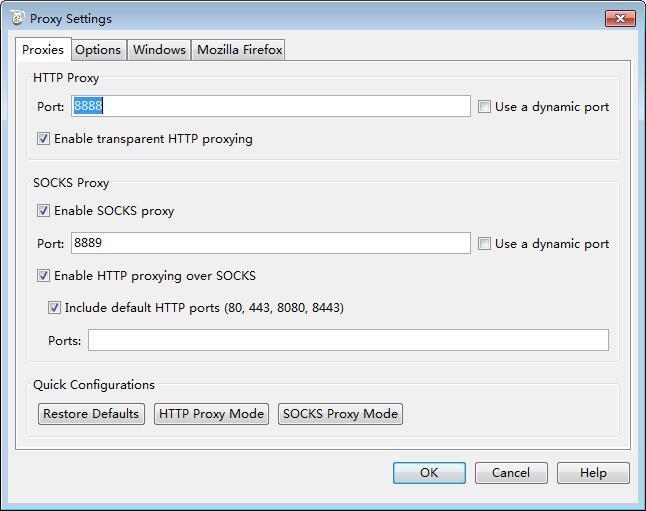 Proxy Settings
Proxies Options Windows Mozilla Firefox
HTTP Proxy
Port: 8888 Use a dynamic port
Enable transparent HTTP proxying
SOCKS Proxy
Enable SOCKS proxy
Port: 8889 Use a dynamic port
Enable HTTP proxying over SOCKS
Include default HTTP ports (80, 443, 8080, 8443)
Ports:
Quick Configurations
Restore Defaults HTTP Proxy Mode SOCKS Proxy Mode
OK Cancel Help